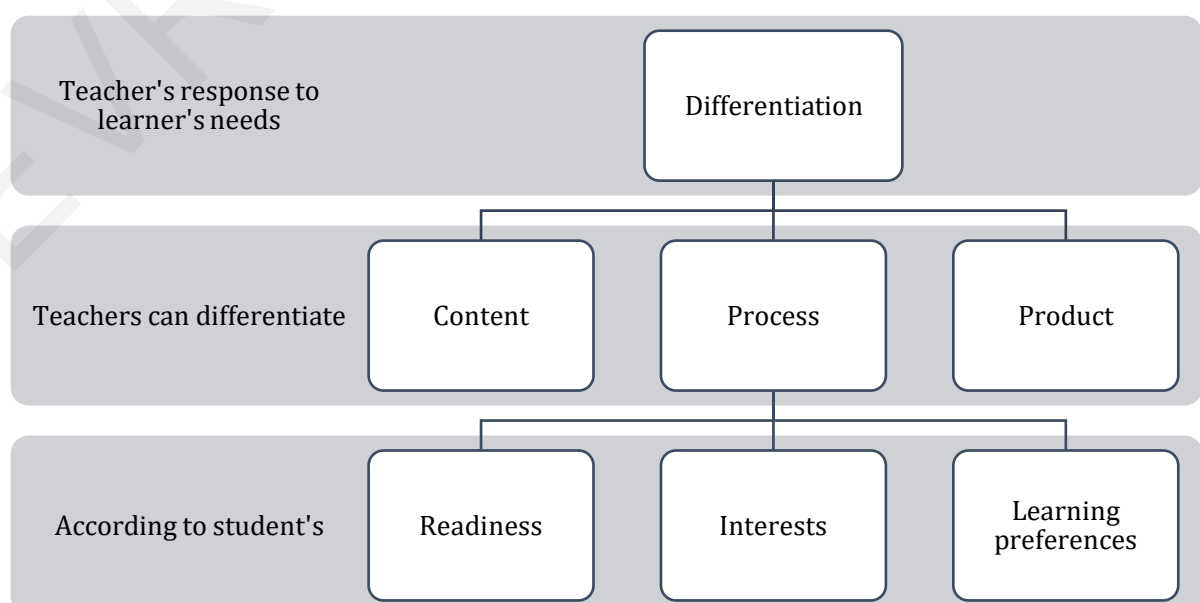 Teacher's response to
learner's needs
Differentiation
Teachers can differentiate
Content
Process
Product
According to student's
Readiness
Interests
Learning
preferences